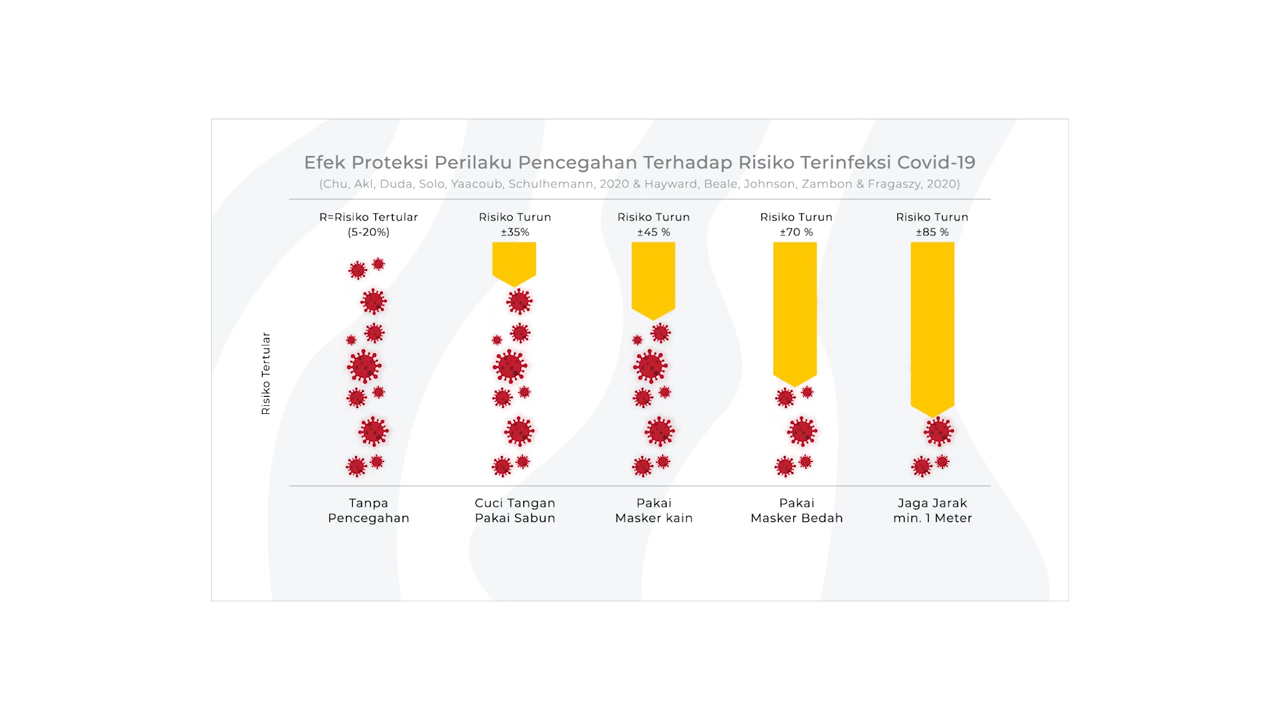 Efek Proteksi Perilaku Pencegahan Terhadap Risiko Terinfeksi Covid-19
(Chu, Akl, Duda, Solo, Yaacoub, Schulhemann, 2020 & Hayward, Beale, Johnson, Zambon & Fragaszy, 2020)
R=Risiko Tertular
(5-20%)
Risiko Turun
±35%
Risiko Turun
±45 %
Risiko Turun
±70 %
Risiko Turun
±85 %
Risiko Tertular
Tanpa
Pencegahan
Cuci Tangan
Pakai Sabun
Pakai
Masker kain
Pakai
Masker Bedah
Jaga Jarak
min. 1 Meter